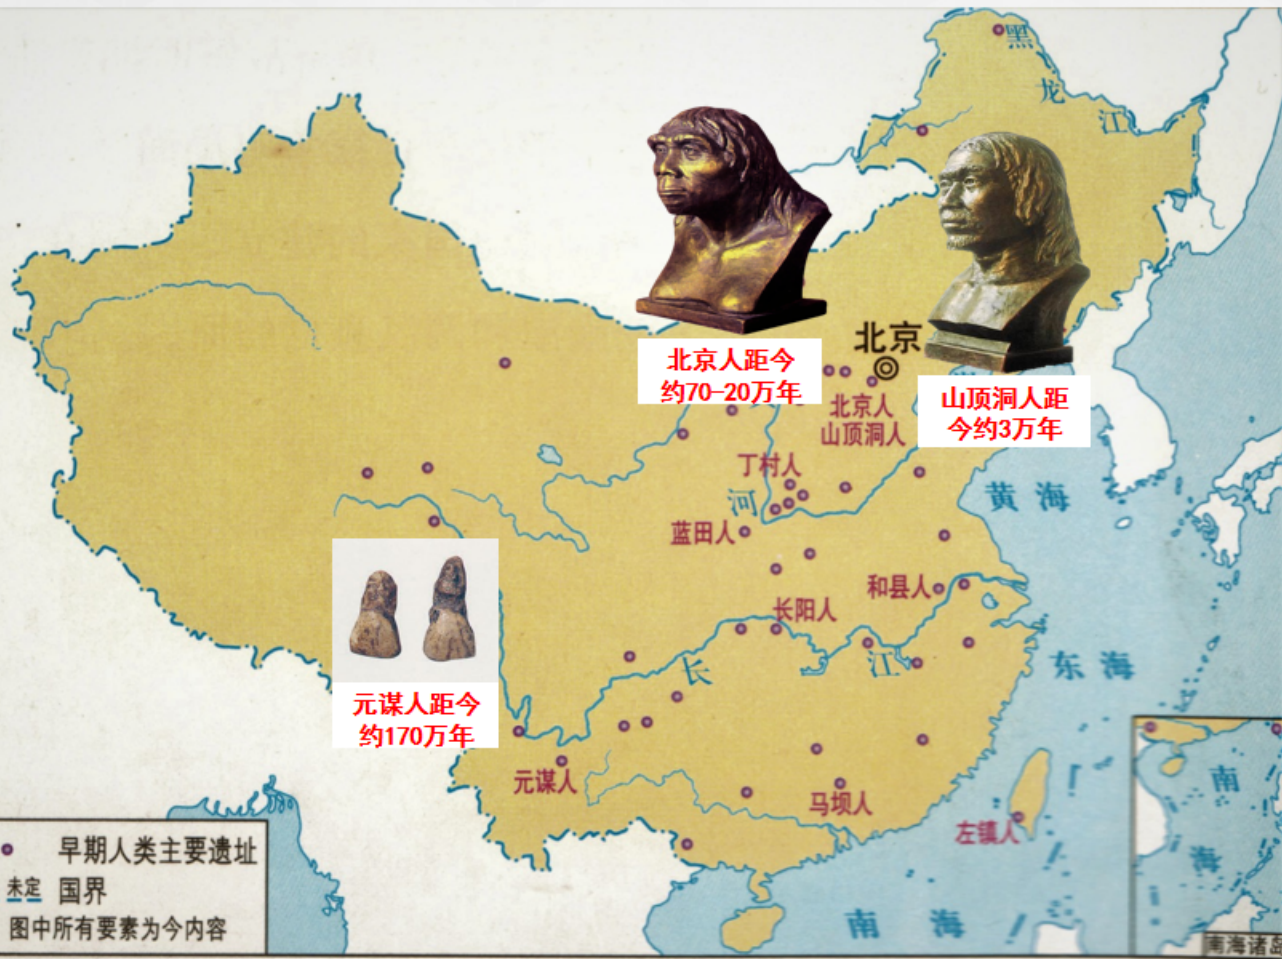 黑
龙
江
北京
北京人距今
约70-20万年
山顶洞人距
今约3万年
北京人
山顶洞人
丁村人
河
黄海
蓝田人
和县人
长阳人
长
江
东海
元谋人距今
约170万年
元谋人
马坝人
左镇人
南
海
南海
早期人类主要遗址
未定 国界
图中所有要素为今内容
南海诸岛